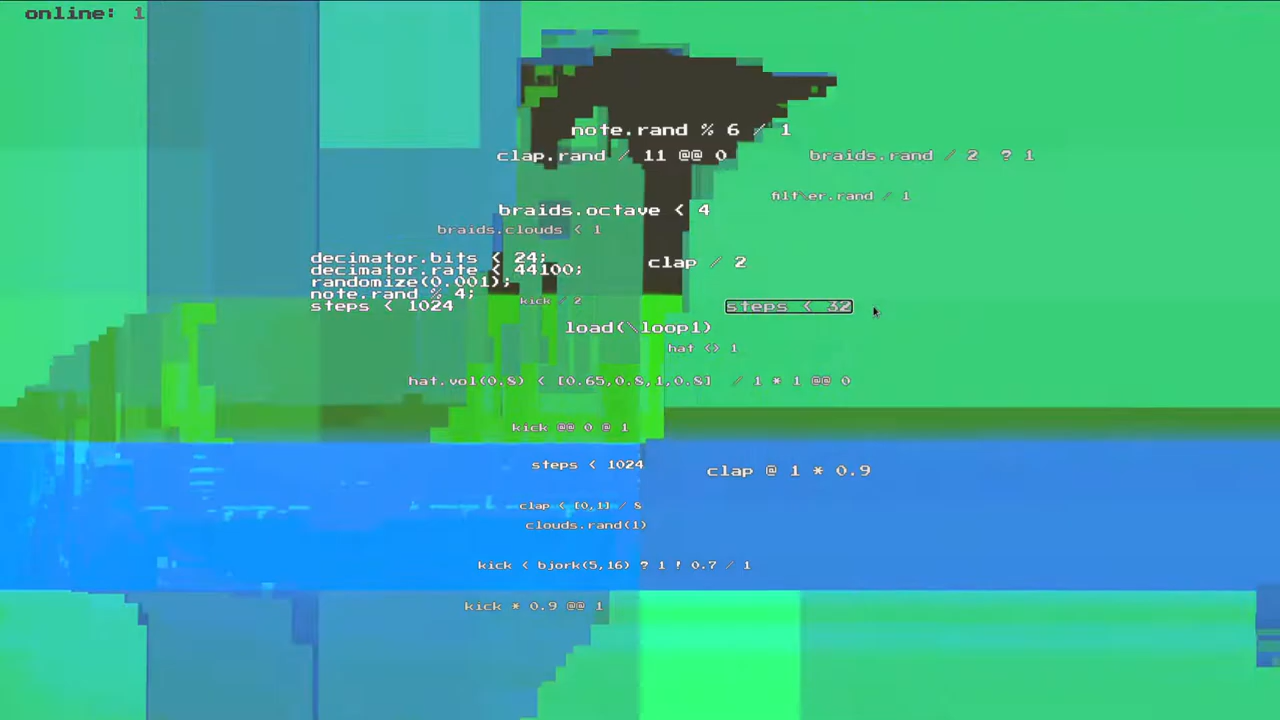 online: 1
note.rand % 6 / 1
clap.rand / 11 @@ 0
braids.rand / 2 ? 1
filt\er.rand / 1
braids.octave < 4
braids.clouds < 1
decimator.bits < 24;
decimator.rate < 44100;
randomize(0.001);
note.rand % 4;
steps < 1024
clap / 2
kick / 2
steps < 32
load(\loop1)
hat <> 1
hat.vol(0.8) < [0.65,0.8,1,0.8] / 1 * 1 @@ 0
kick @@ 0 @ 1
steps < 1024
clap @ 1 * 0.9
clap < [0,1] / 8
clouds.rand(1)
kick < bjork(5,16) ? 1 ! 0.7 / 1
kick * 0.9 @@ 1